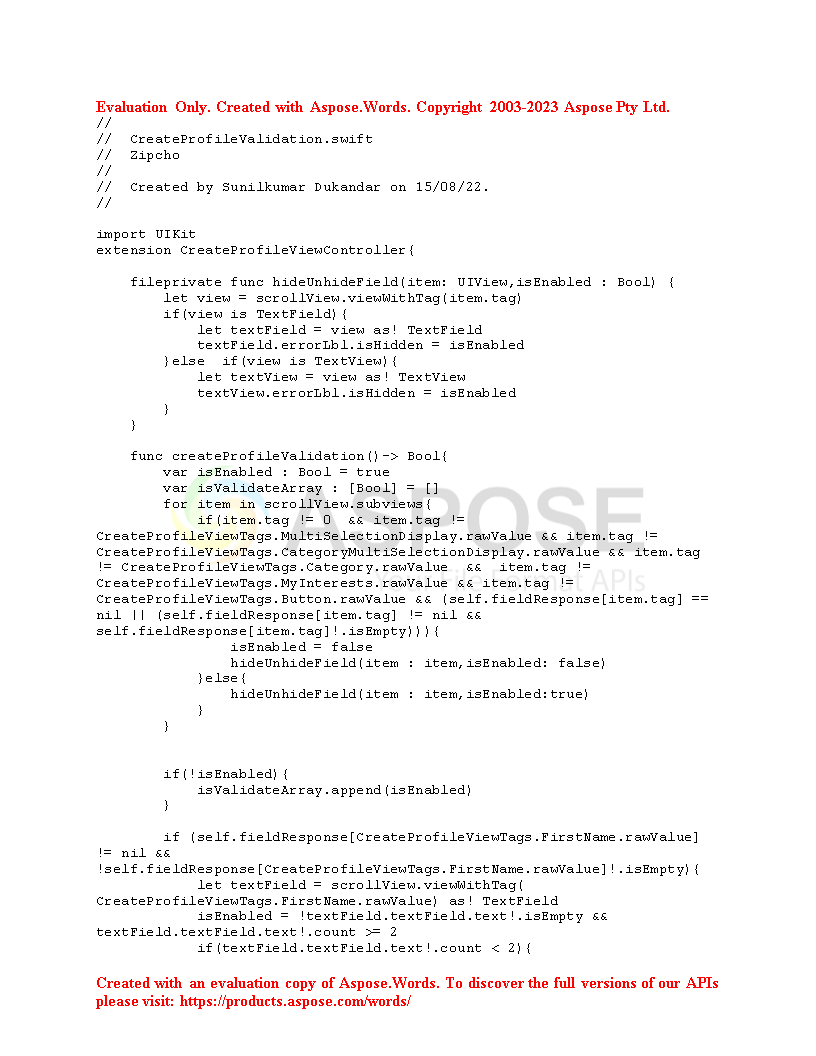 Evaluation Only. Created with Aspose.Words. Copyright 2003-2023 Aspose Pty Ltd.
//
//  CreateProfileValidation.swift
//  Zipcho
//
//  Created by Sunilkumar Dukandar on 15/08/22.
//
import UIKit
extension CreateProfileViewController{
    fileprivate func hideUnhideField(item: UIView,isEnabled : Bool) {
        let view = scrollView.viewWithTag(item.tag)
        if(view is TextField){
            let textField = view as! TextField
            textField.errorLbl.isHidden = isEnabled
        }else  if(view is TextView){
            let textView = view as! TextView
            textView.errorLbl.isHidden = isEnabled
        }
    }
    func createProfileValidation()-> Bool{
        var isEnabled : Bool = true
        var isValidateArray : [Bool] = []
        for item in scrollView.subviews{
            if(item.tag != 0  && item.tag !=
CreateProfileViewTags.MultiSelectionDisplay.rawValue && item.tag !=
CreateProfileViewTags.CategoryMultiSelectionDisplay.rawValue && item.tag
!= CreateProfileViewTags.Category.rawValue  &&  item.tag !=
CreateProfileViewTags.MyInterests.rawValue && item.tag !=
CreateProfileViewTags.Button.rawValue && (self.fieldResponse[item.tag] ==
nil || (self.fieldResponse[item.tag] != nil &&
self.fieldResponse[item.tag]!.isEmpty))){
                isEnabled = false
                hideUnhideField(item : item,isEnabled: false)
            }else{
                hideUnhideField(item : item,isEnabled:true)
            }
        }
        if(!isEnabled){
            isValidateArray.append(isEnabled)
        }
        if (self.fieldResponse[CreateProfileViewTags.FirstName.rawValue]
!= nil &&
!self.fieldResponse[CreateProfileViewTags.FirstName.rawValue]!.isEmpty){
            let textField = scrollView.viewWithTag(
CreateProfileViewTags.FirstName.rawValue) as! TextField
            isEnabled = !textField.textField.text!.isEmpty &&
textField.textField.text!.count >= 2
            if(textField.textField.text!.count < 2){
ASPOSE
Your File Format APIs
Created with an evaluation copy of Aspose.Words. To discover the full versions of our APIs
please visit: https://products.aspose.com/words/